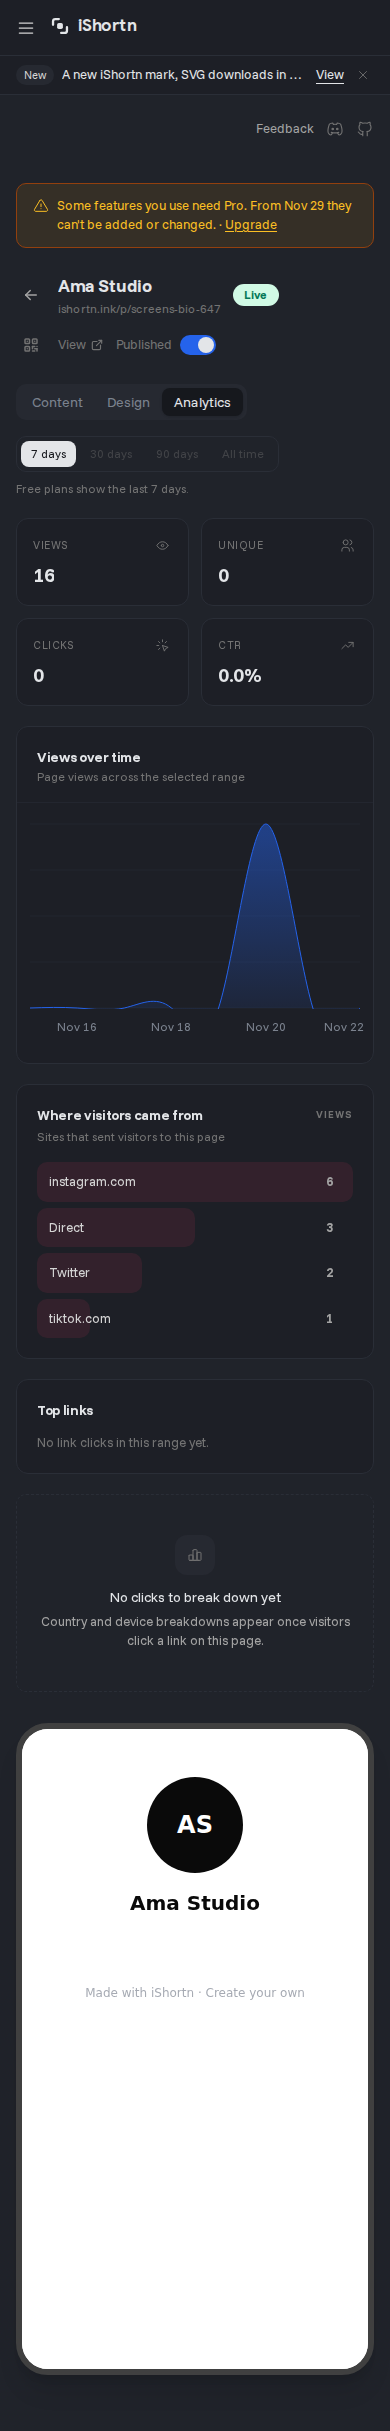 iShortn
New A new iShortn mark, SVG downloads in ... View
Feedback
Some features you use need Pro. From Nov 29 they
can't be added or changed. · Upgrade
Ama Studio
ishortn.ink/p/screens-bio-647
Live
View Published
Content Design Analytics
7 days 30 days 90 days All time
Free plans show the last 7 days.
VIEWS
16
UNIQUE
0
CLICKS
0
CTR
0.0%
Views over time
Page views across the selected range
Nov 16 Nov 18 Nov 20 Nov 22
Where visitors came from VIEWS
Sites that sent visitors to this page
instagram.com 6
Direct 3
Twitter 2
tiktok.com 1
Top links
No link clicks in this range yet.
No clicks to break down yet
Country and device breakdowns appear once visitors
click a link on this page.
AS
Ama Studio
Made with iShortn · Create your own